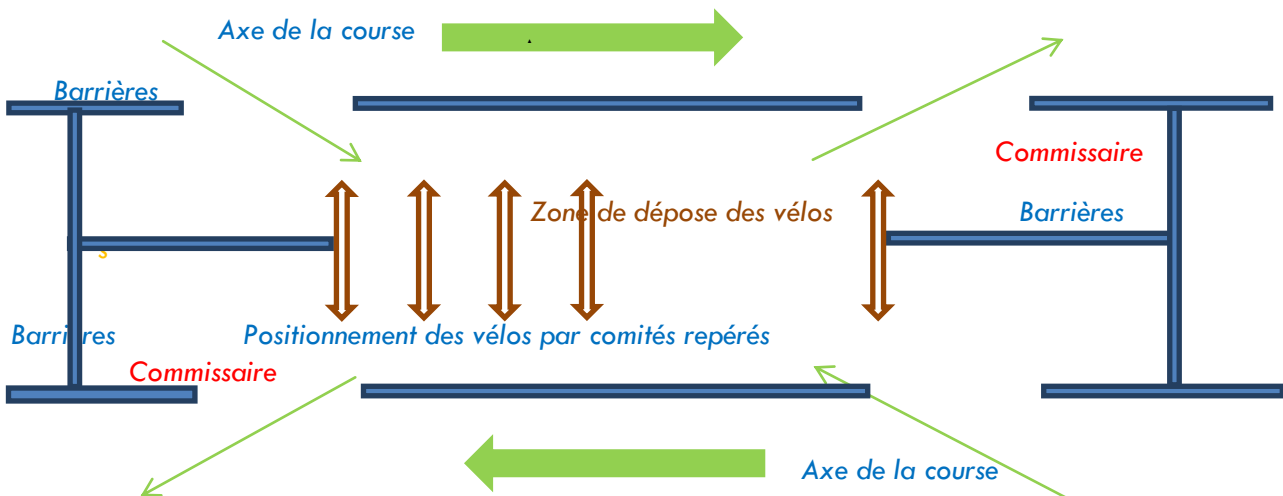 Axe de la course
Barrières
Commissaire
Zone de dépose des vélos
Barrières
s
Barrières
Positionnement des vélos par comités repérés
Commissaire
Axe de la course